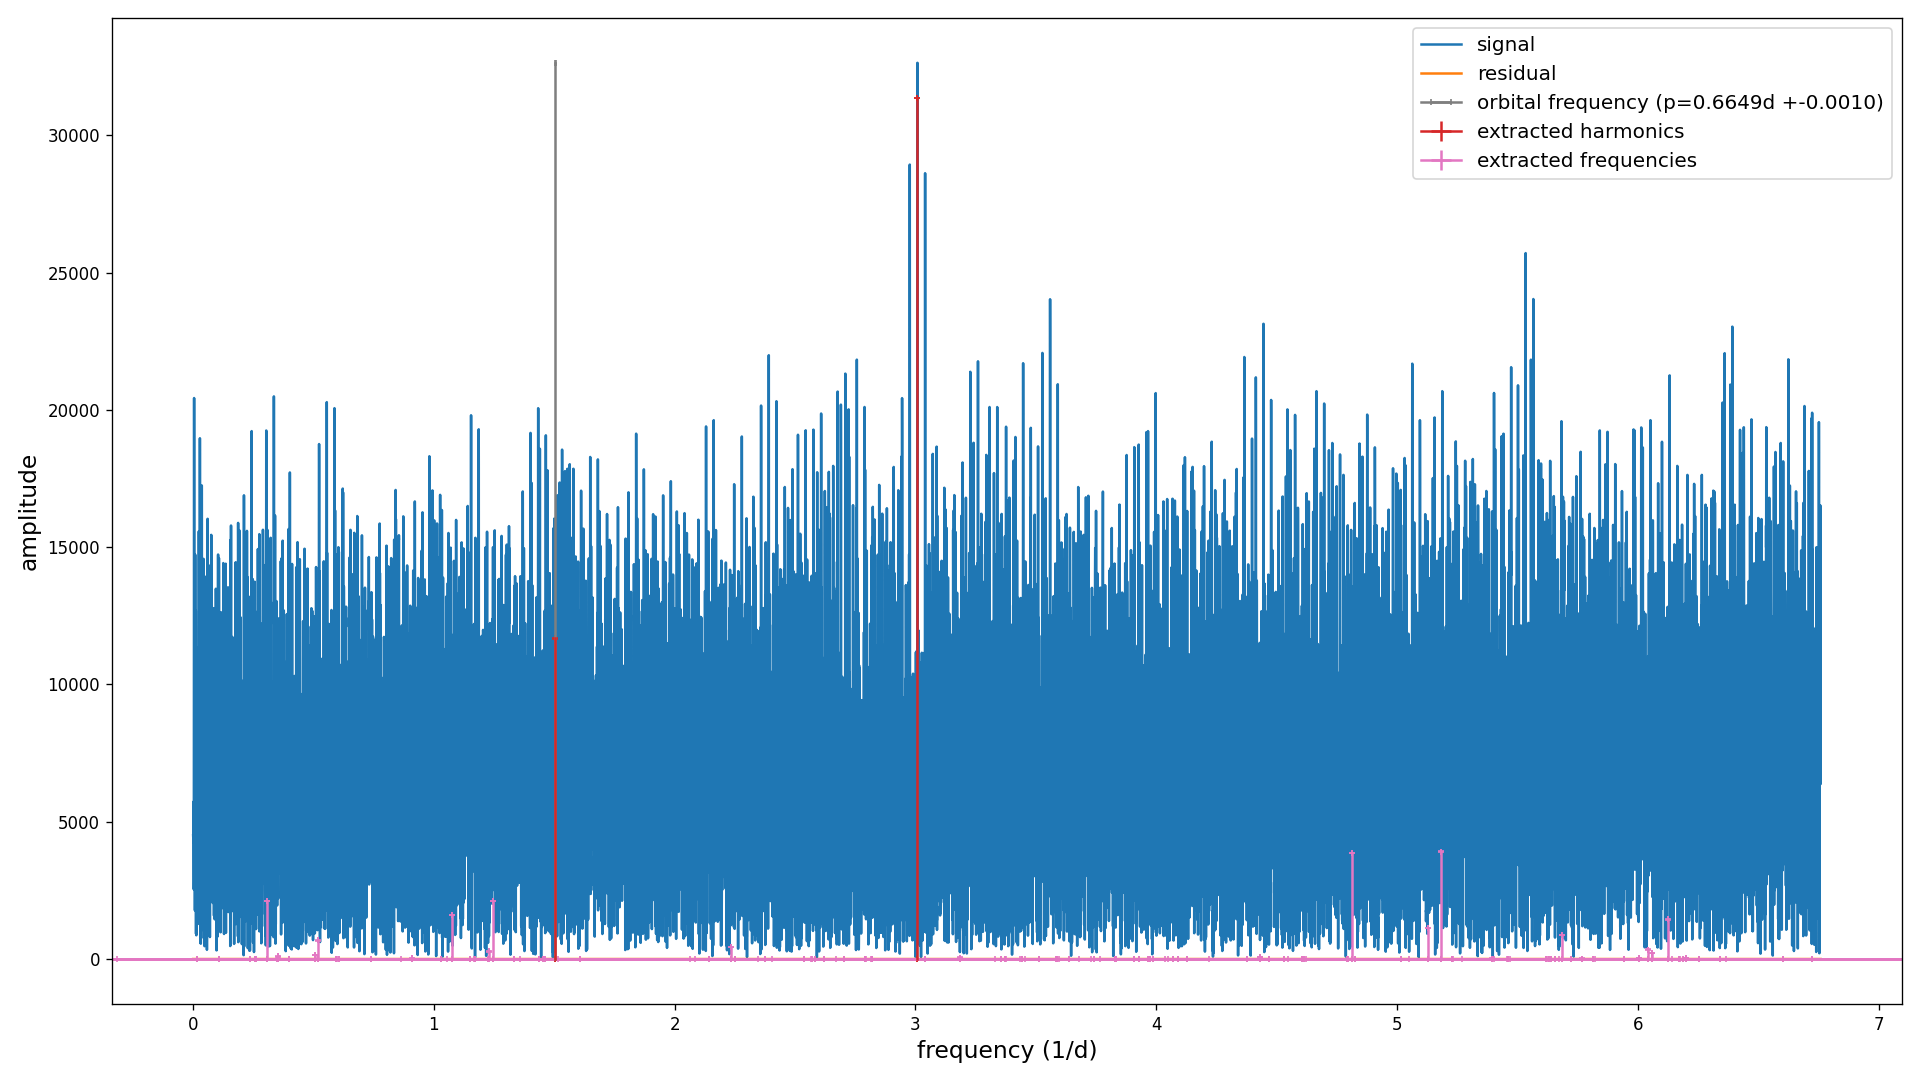 signal
residual
orbital frequency (p=0.6649d +-0.0010)
extracted harmonics
extracted frequencies
30000
25000
20000
15000
10000
5000
0
amplitude
0 1 2 3 4 5 6 7
frequency (1/d)